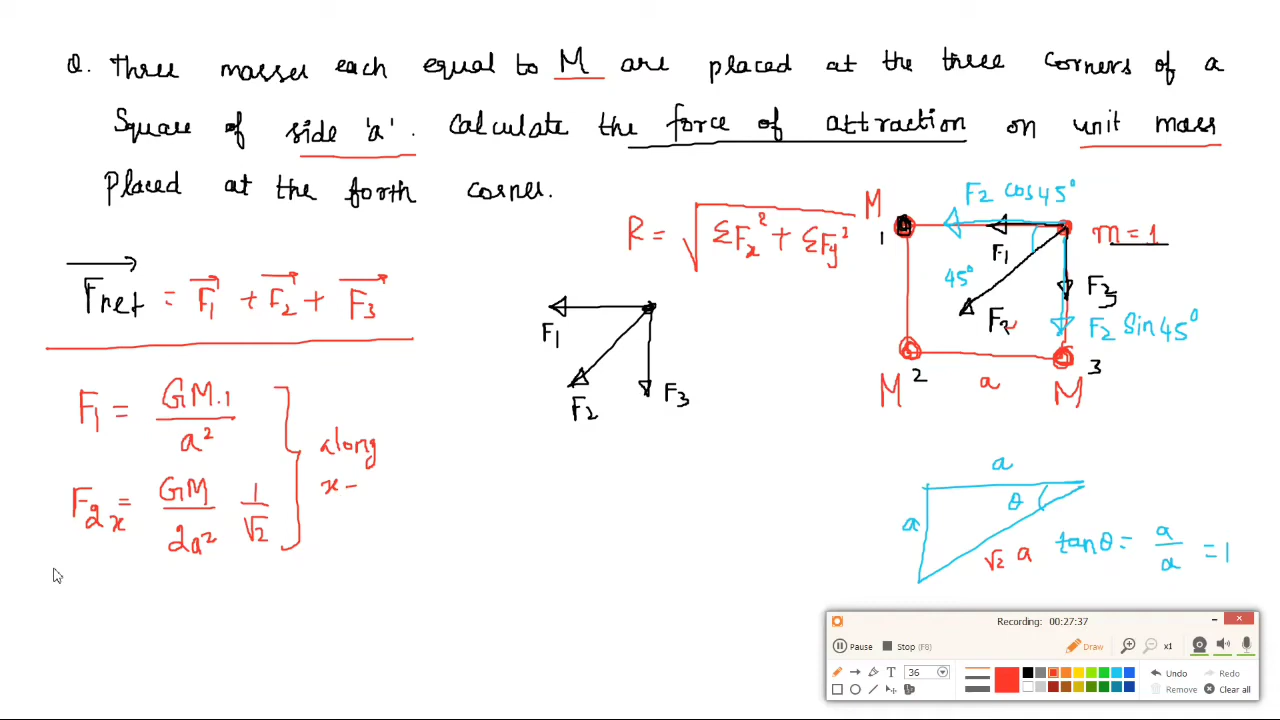 Q. Three masses each equal to M are placed at the three corners of a
Square of side 'a'. Calculate the force of attraction on unit mass
Placed at the forth corner.
R = √ΣFx² + ΣFy²
Fnet = F1 + F2 + F3
F1 = GM.1 / a²
F2x = GM / 2a² 1 / √2
along
x -
F1
F2
F3
F2 cos45°
M
1
m = 1
F1
45°
F2
F3
F2 Sin45°
M
2
a
M
3
a
a
θ
√2 a
tanθ = a / a = 1
Recording: 00:27:37
Pause
Stop (F8)
Draw
x1
T
36
Undo
Redo
Remove
Clear all